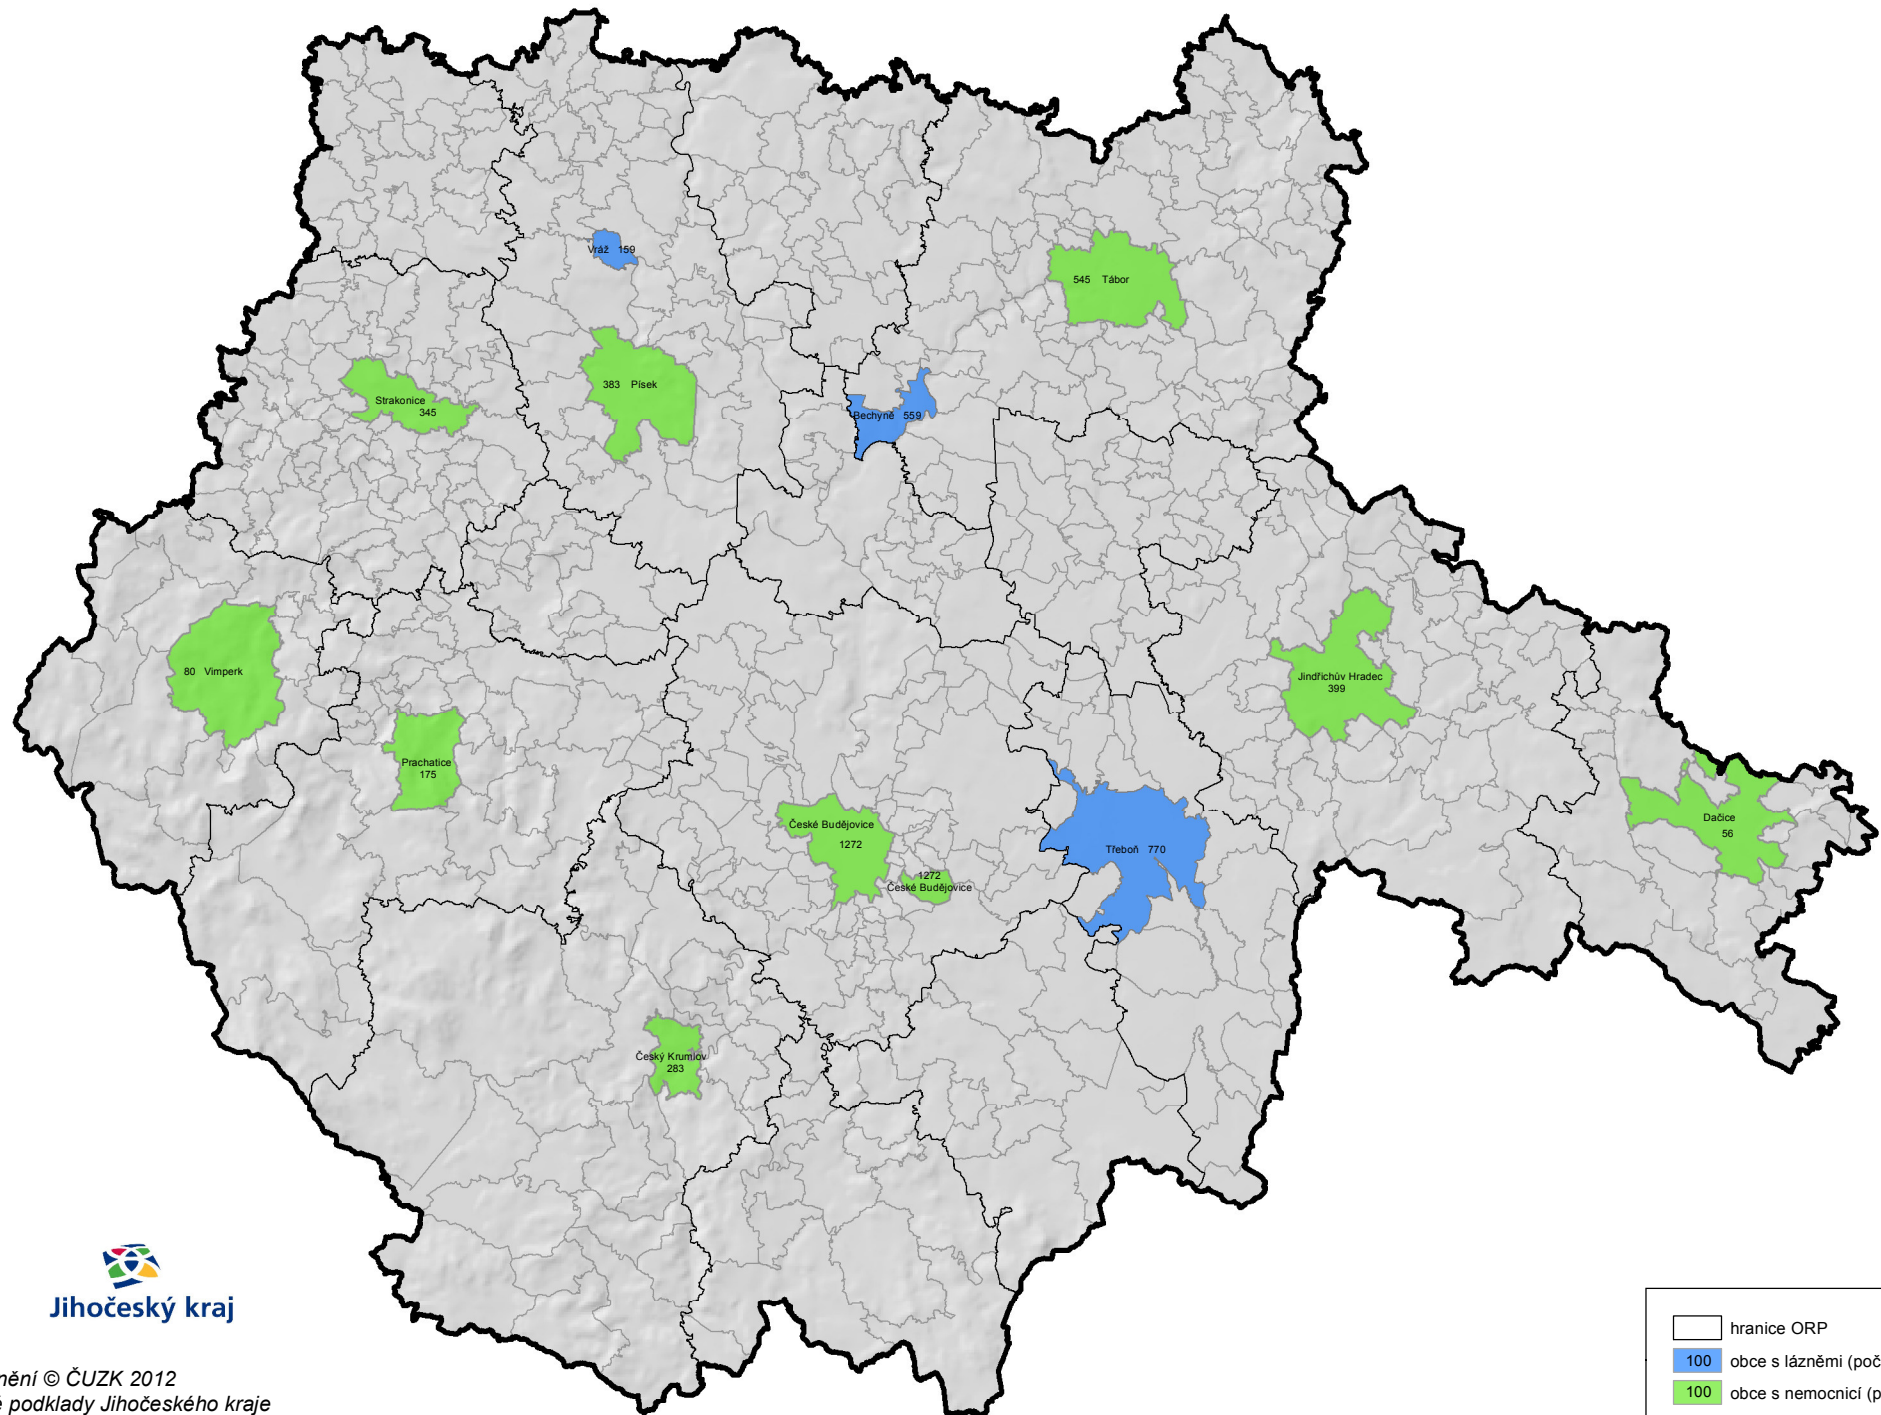 Vráž 159
545 Tábor
383 Písek
Strakonice
345
Bechyně 559
80 Vimperk
Jindřichův Hradec
399
Prachatice
175
České Budějovice
1272
1272
České Budějovice
Třeboň 770
Dačice
56
Český Krumlov
283
Jihočeský kraj
hranice ORP
100 obce s lázněmi (poč
100 obce s nemocnicí (p
nění © ČUZK 2012
podklady Jihočeského kraje